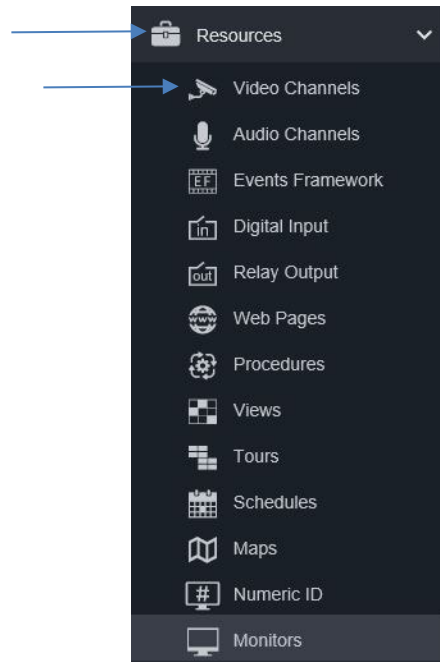 Resources
Video Channels
Audio Channels
EF Events Framework
in Digital Input
out Relay Output
www Web Pages
Procedures
Views
Tours
Schedules
Maps
# Numeric ID
Monitors